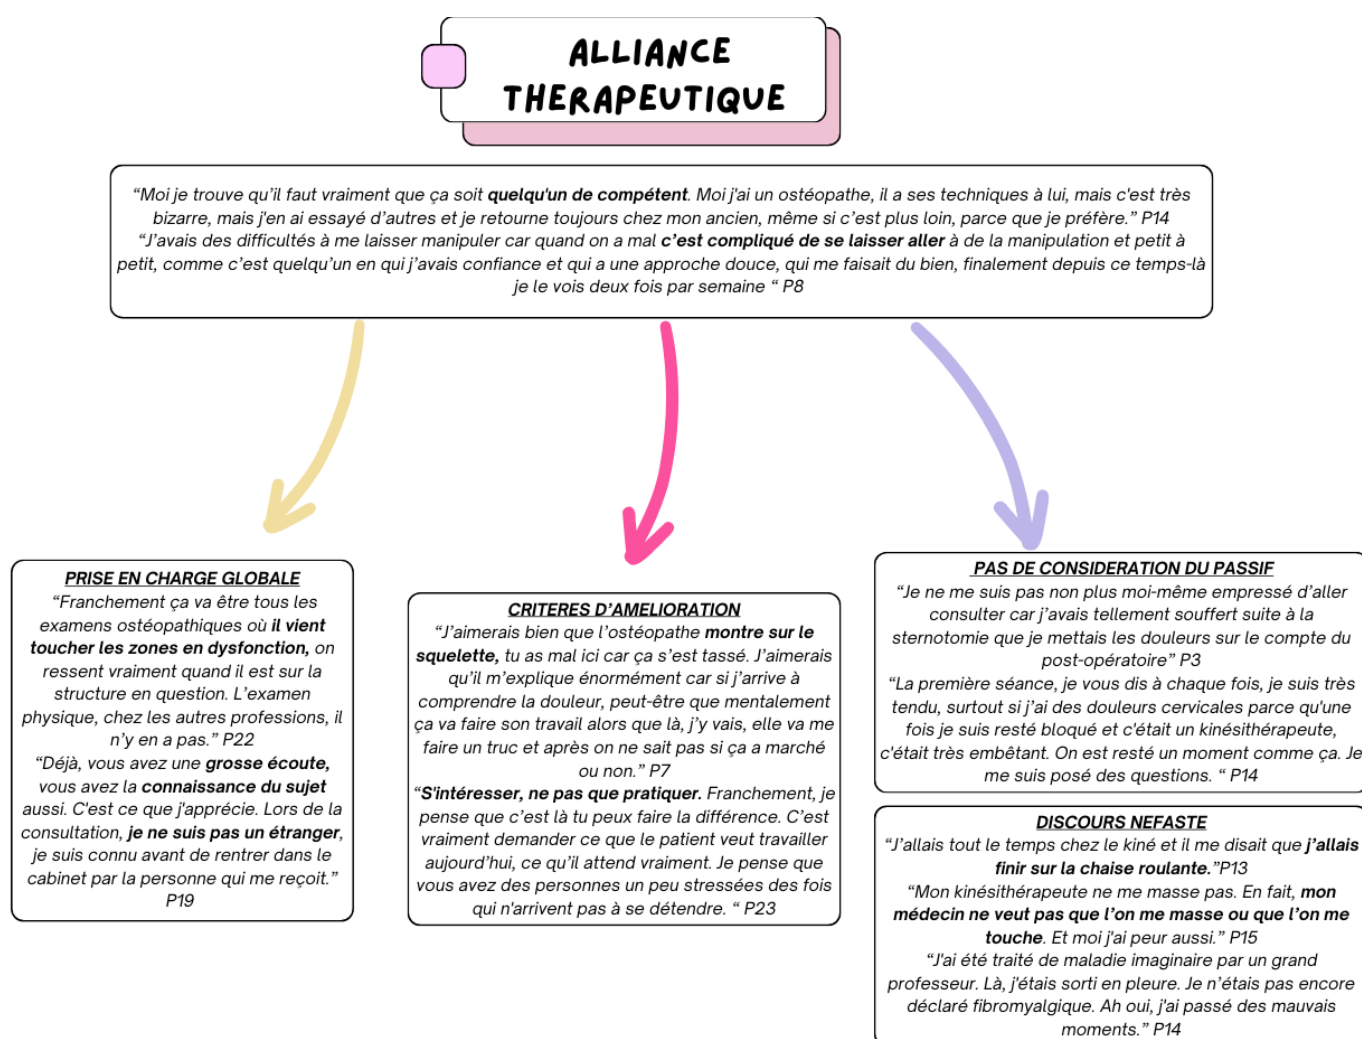 ALLIANCE
THERAPEUTIQUE
“Moi je trouve qu’il faut vraiment que ça soit quelqu'un de compétent. Moi j'ai un ostéopathe, il a ses techniques à lui, mais c'est très
bizarre, mais j'en ai essayé d’autres et je retourne toujours chez mon ancien, même si c’est plus loin, parce que je préfère.” P14
“J’avais des difficultés à me laisser manipuler car quand on a mal c’est compliqué de se laisser aller à de la manipulation et petit à
petit, comme c’est quelqu’un en qui j’avais confiance et qui a une approche douce, qui me faisait du bien, finalement depuis ce temps-là
je le vois deux fois par semaine “ P8
PRISE EN CHARGE GLOBALE
“Franchement ça va être tous les
examens ostéopathiques où il vient
toucher les zones en dysfonction, on
ressent vraiment quand il est sur la
structure en question. L’examen
physique, chez les autres professions, il
n’y en a pas.” P22
“Déjà, vous avez une grosse écoute,
vous avez la connaissance du sujet
aussi. C'est ce que j'apprécie. Lors de la
consultation, je ne suis pas un étranger,
je suis connu avant de rentrer dans le
cabinet par la personne qui me reçoit.”
P19
CRITERES D’AMELIORATION
“J’aimerais bien que l’ostéopathe montre sur le
squelette, tu as mal ici car ça s’est tassé. J’aimerais
qu’il m’explique énormément car si j’arrive à
comprendre la douleur, peut-être que mentalement
ça va faire son travail alors que là, j’y vais, elle va me
faire un truc et après on ne sait pas si ça a marché
ou non.” P7
“S'intéresser, ne pas que pratiquer. Franchement, je
pense que c’est là tu peux faire la différence. C’est
vraiment demander ce que le patient veut travailler
aujourd’hui, ce qu’il attend vraiment. Je pense que
vous avez des personnes un peu stressées des fois
qui n'arrivent pas à se détendre. “ P23
PAS DE CONSIDERATION DU PASSIF
“Je ne me suis pas non plus moi-même empressé d’aller
consulter car j’avais tellement souffert suite à la
sternotomie que je mettais les douleurs sur le compte du
post-opératoire” P3
“La première séance, je vous dis à chaque fois, je suis très
tendu, surtout si j’ai des douleurs cervicales parce qu'une
fois je suis resté bloqué et c'était un kinésithérapeute,
c'était très embêtant. On est resté un moment comme ça. Je
me suis posé des questions. “ P14
DISCOURS NEFASTE
“J’allais tout le temps chez le kiné et il me disait que j’allais
finir sur la chaise roulante.”P13
“Mon kinésithérapeute ne me masse pas. En fait, mon
médecin ne veut pas que l’on me masse ou que l’on me
touche. Et moi j'ai peur aussi.” P15
“J'ai été traité de maladie imaginaire par un grand
professeur. Là, j'étais sorti en pleure. Je n’étais pas encore
déclaré fibromyalgique. Ah oui, j'ai passé des mauvais
moments.” P14